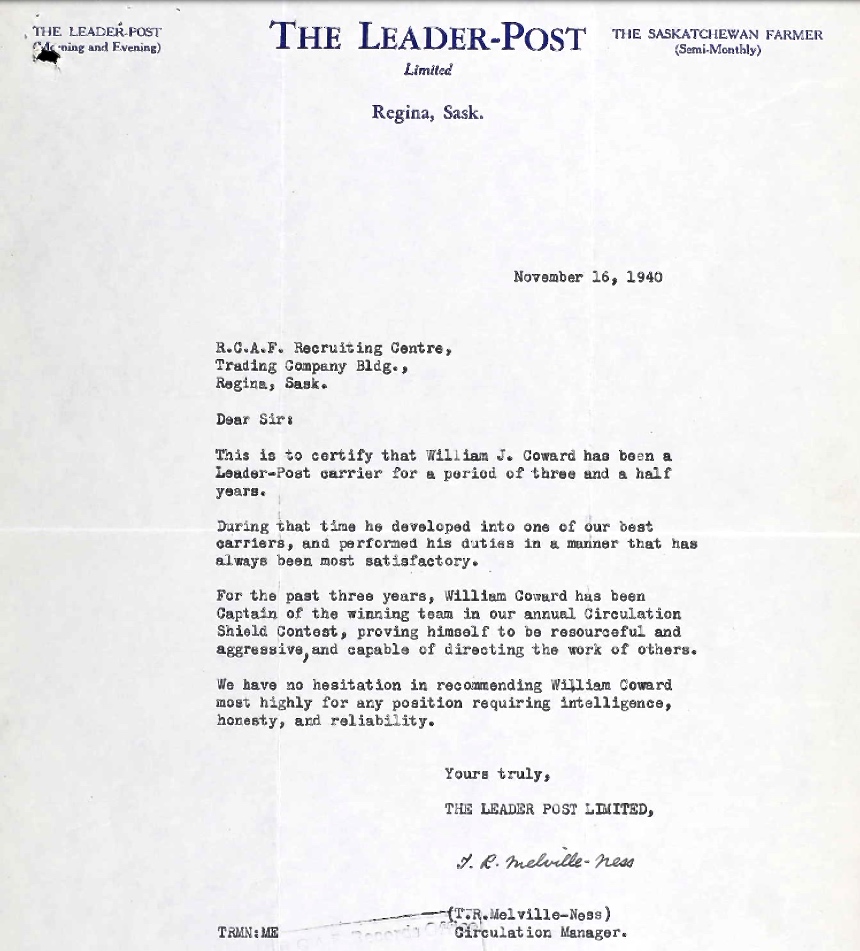 THE LEADER-POST
(Morning and Evening)
THE LEADER-POST
Limited
Regina, Sask.
THE SASKATCHEWAN FARMER
(Semi-Monthly)
November 16, 1940
R.C.A.F. Recruiting Centre,
Trading Company Bldg.,
Regina, Sask.
Dear Sir:
This is to certify that William J. Coward has been a
Leader-Post carrier for a period of three and a half
years.
During that time he developed into one of our best
carriers, and performed his duties in a manner that has
always been most satisfactory.
For the past three years, William Coward has been
Captain of the winning team in our annual Circulation
Shield Contest, proving himself to be resourceful and
aggressive,and capable of directing the work of others.
We have no hesitation in recommending William Coward
most highly for any position requiring intelligence,
honesty, and reliability.
Yours truly,
THE LEADER POST LIMITED,
T. R. Melville-Ness
(T.R.Melville-Ness)
TRMN:ME Circulation Manager.
Records